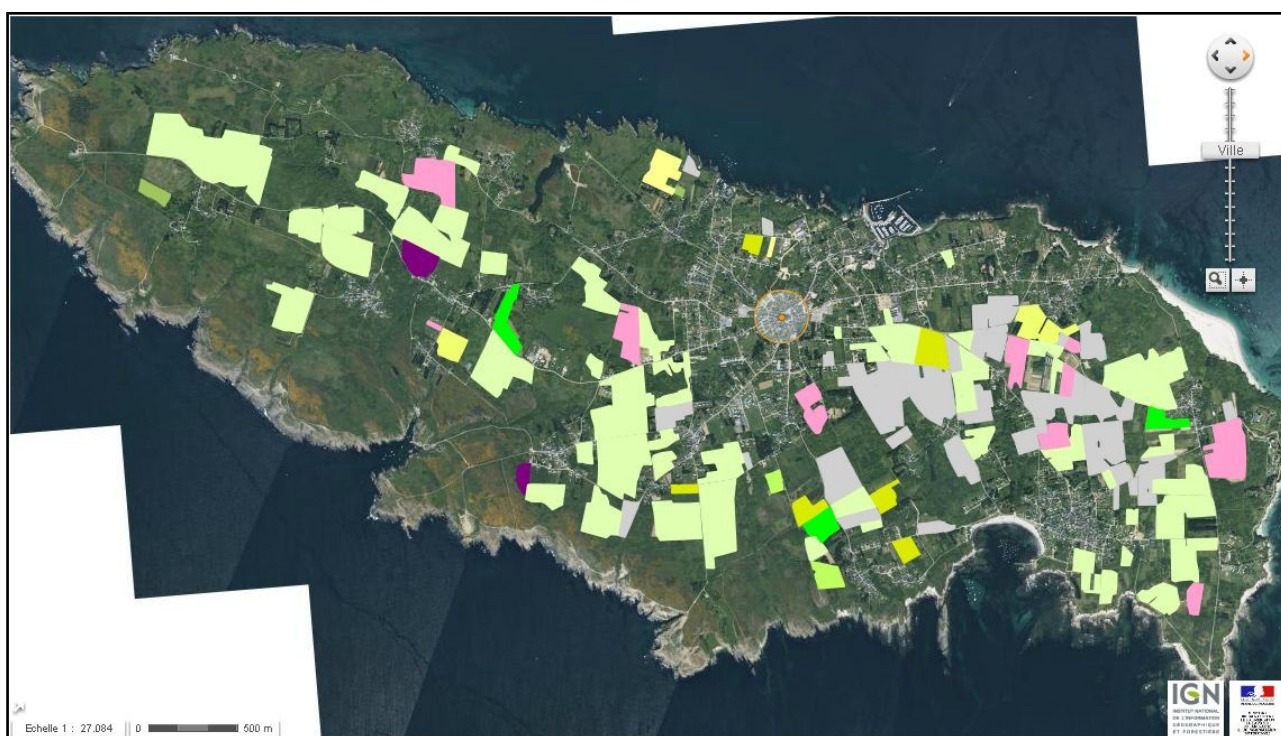 Ville
IGN
INSTITUT NATIONAL
DE L'INFORMATION
GÉOGRAPHIQUE
ET FORESTIÈRE
Echelle 1 : 27.084
0
500 m